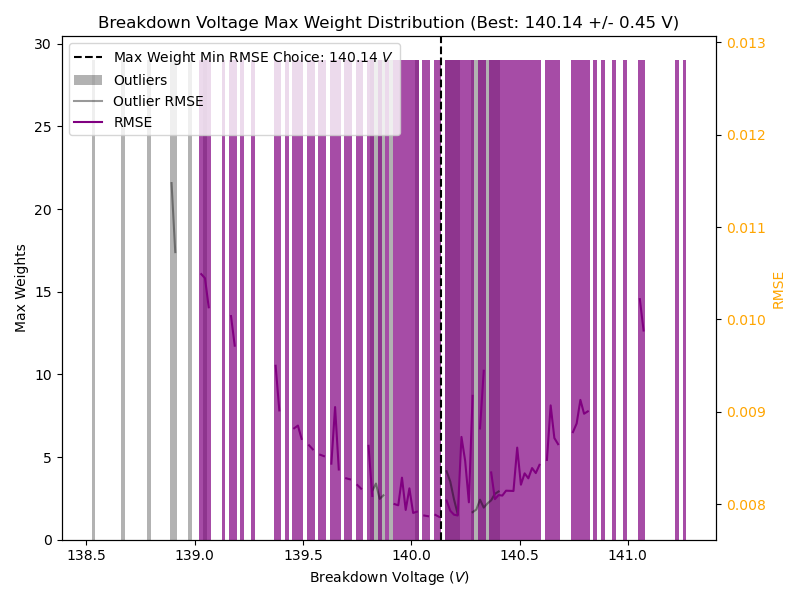 Breakdown Voltage Max Weight Distribution (Best: 140.14 +/- 0.45 V)
Max Weight Min RMSE Choice: 140.14 V
Outliers
Outlier RMSE
RMSE
Max Weights
30
25
20
15
10
5
0
138.5 139.0 139.5 140.0 140.5 141.0
Breakdown Voltage (V)
0.013
0.012
0.011
0.010
0.009
0.008
RMSE